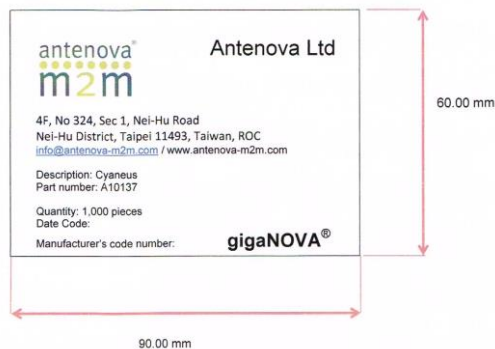 antenova®
m2m
Antenova Ltd
4F, No 324, Sec 1, Nei-Hu Road
Nei-Hu District, Taipei 11493, Taiwan, ROC
info@antenova-m2m.com / www.antenova-m2m.com
Description: Cyaneus
Part number: A10137
Quantity: 1,000 pieces
Date Code:
Manufacturer's code number:
gigaNOVA®
60.00 mm
90.00 mm